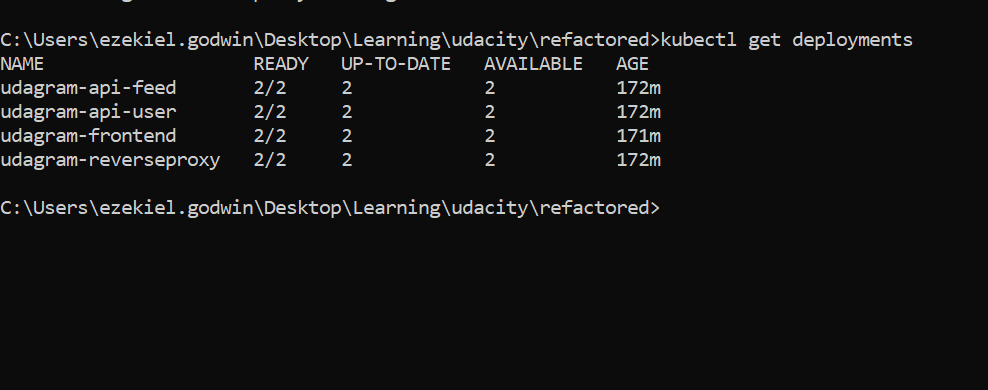 C:\Users\ezekiel.godwin\Desktop\Learning\udacity\refactored>kubectl get deployments
NAME READY UP-TO-DATE AVAILABLE AGE
udagram-api-feed 2/2 2 2 172m
udagram-api-user 2/2 2 2 172m
udagram-frontend 2/2 2 2 171m
udagram-reverseproxy 2/2 2 2 172m
C:\Users\ezekiel.godwin\Desktop\Learning\udacity\refactored>